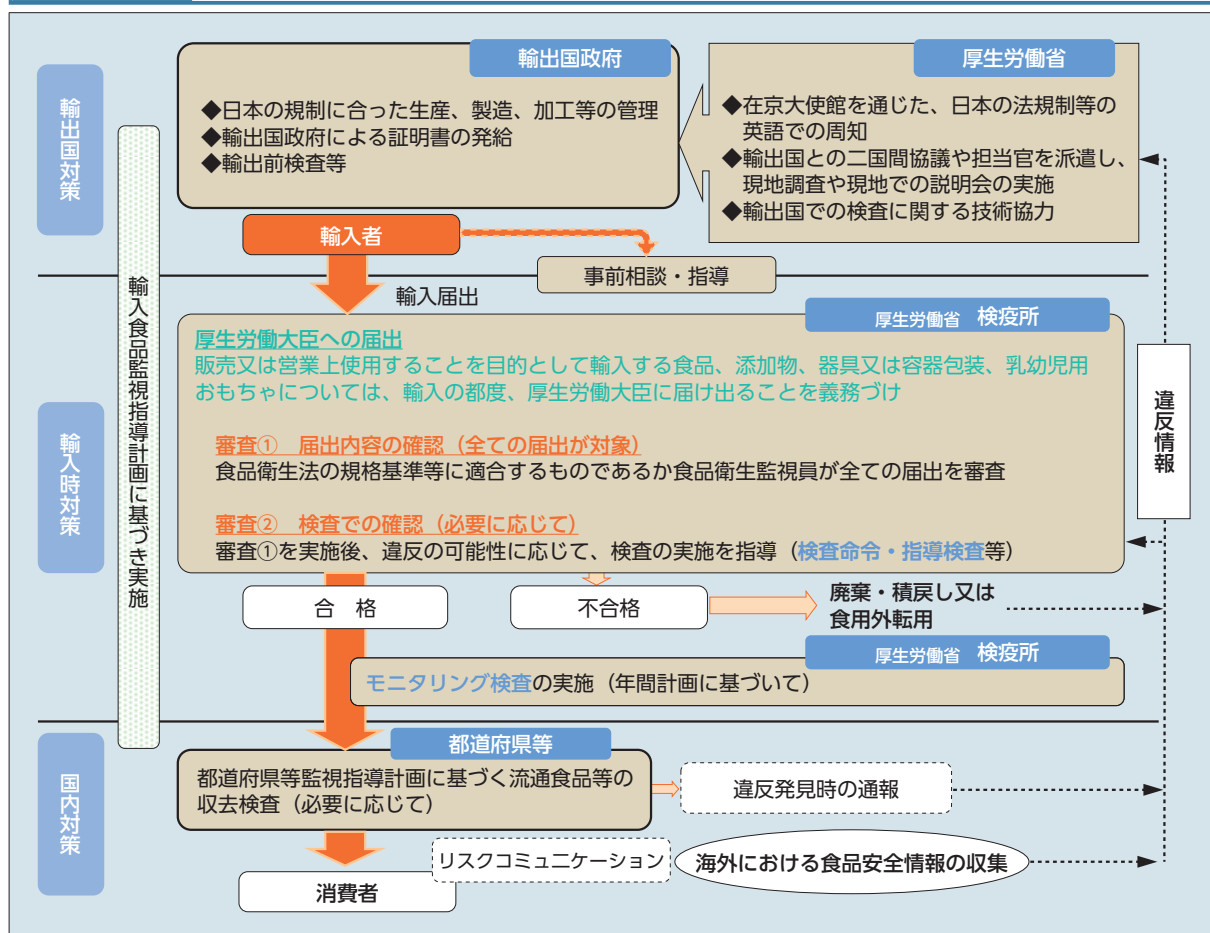 輸出国対策
輸出国政府
◆日本の規制に合った生産、製造、加工等の管理
◆輸出国政府による証明書の発給
◆輸出前検査等
厚生労働省
◆在京大使館を通じた、日本の法規制等の
英語での周知
◆輸出国との二国間協議や担当官を派遣し、
現地調査や現地での説明会の実施
◆輸出国での検査に関する技術協力
輸入者
事前相談・指導
輸入届出
輸入食品監視指導計画に基づき実施
輸入時対策
厚生労働省 検疫所
厚生労働大臣への届出
販売又は営業上使用することを目的として輸入する食品、添加物、器具又は容器包装、乳幼児用
おもちゃについては、輸入の都度、厚生労働大臣に届け出ることを義務づけ
審査① 届出内容の確認（全ての届出が対象）
食品衛生法の規格基準等に適合するものであるか食品衛生監視員が全ての届出を審査
審査② 検査での確認（必要に応じて）
審査①を実施後、違反の可能性に応じて、検査の実施を指導（検査命令・指導検査等）
違反情報
合 格
不合格
廃棄・積戻し又は
食用外転用
厚生労働省 検疫所
モニタリング検査の実施（年間計画に基づいて）
国内対策
都道府県等
都道府県等監視指導計画に基づく流通食品等の
収去検査（必要に応じて）
違反発見時の通報
リスクコミュニケーション
海外における食品安全情報の収集
消費者